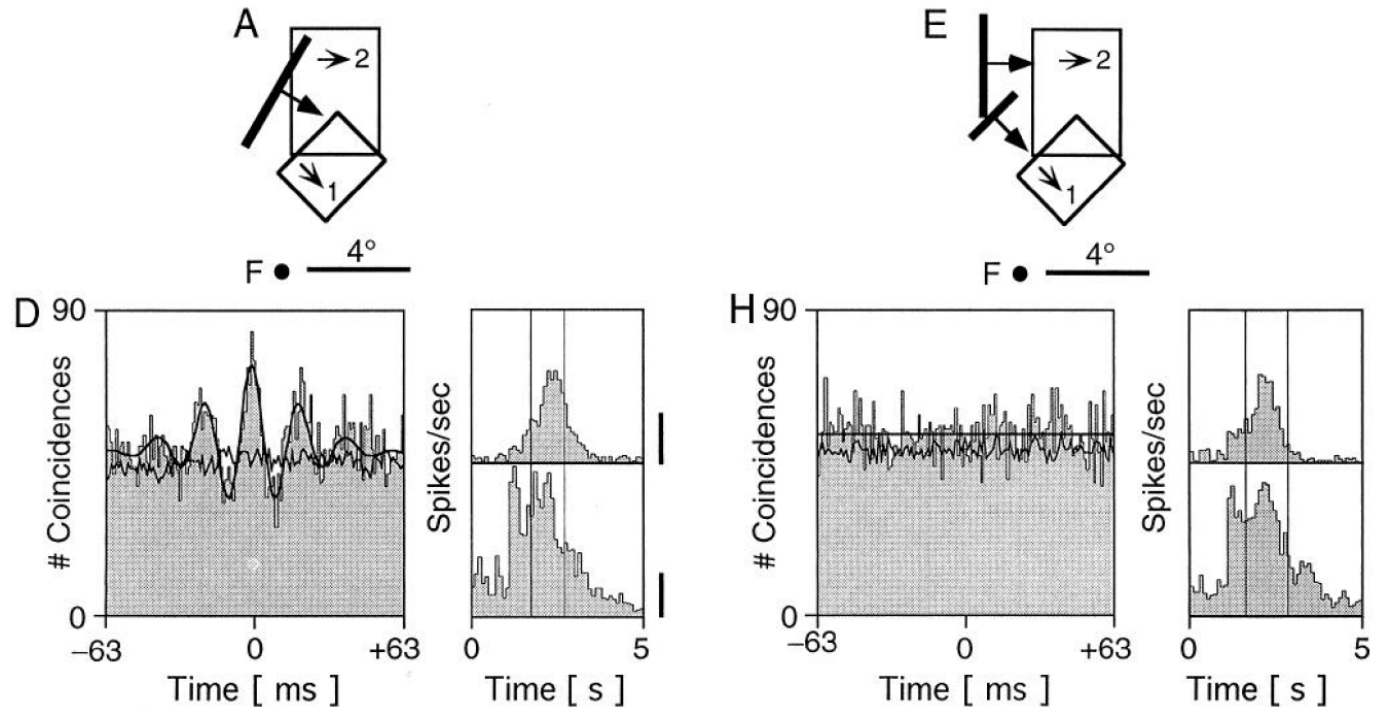 A
2
1
4°
F
E
2
1
4°
F
D
90
# Coincidences
0
−63
0
+63
Time [ ms ]
Spikes/sec
0
5
Time [ s ]
H
90
# Coincidences
0
−63
0
+63
Time [ ms ]
Spikes/sec
0
5
Time [ s ]